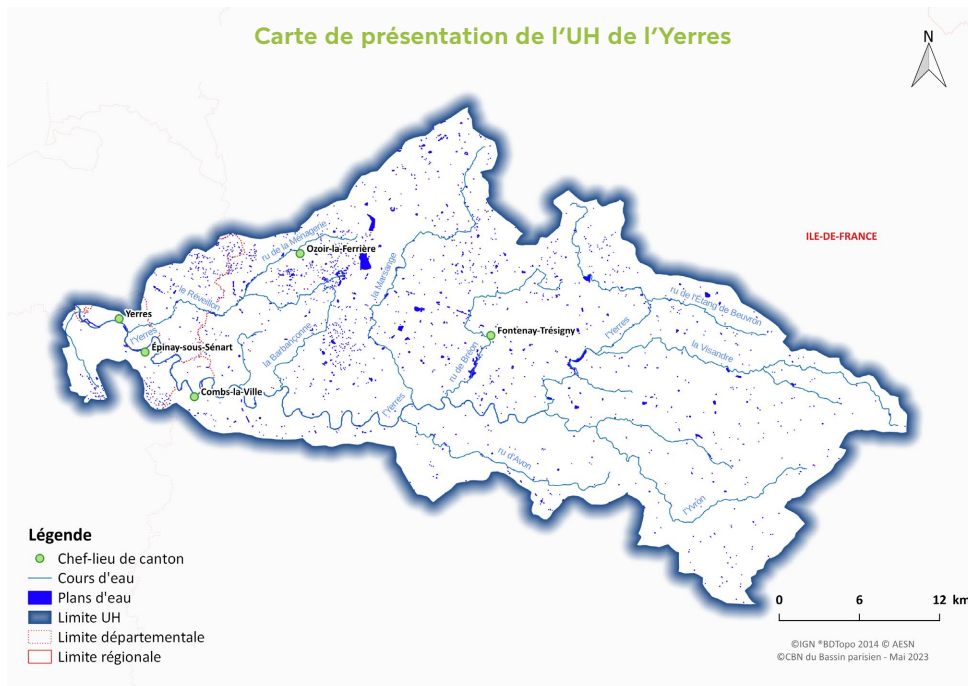 Carte de présentation de l'UH de l'Yerres
N
ILE-DE-FRANCE
ru de la Ménagerie
Ozoir-la-Ferrière
la Marsange
le Réveillon
ru de l'Etang de Beuvron
Yerres
l'Yerres
l'Yerres
Fontenay-Trésigny
Épinay-sous-Sénart
la Barbançonne
la Visandre
ru de Bréon
Combs-la-Ville
l'Yerres
ru d'Avon
l'Yvron
Légende
Chef-lieu de canton
Cours d'eau
Plans d'eau
Limite UH
Limite départementale
Limite régionale
0 6 12 km
©IGN ®BDTopo 2014 © AESN
©CBN du Bassin parisien - Mai 2023